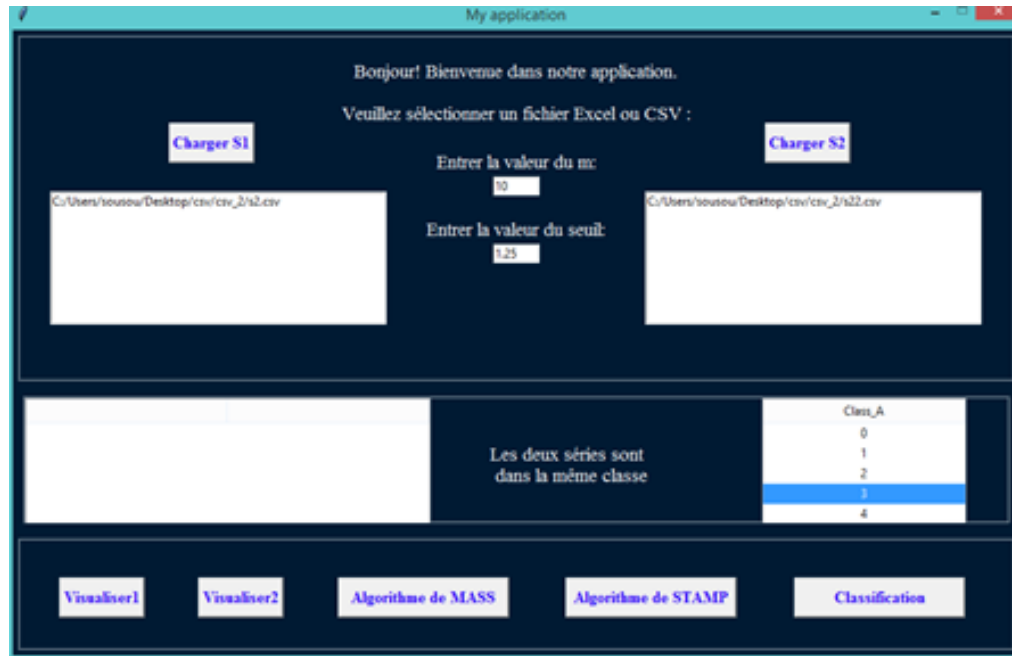 My application
Bonjour! Bienvenue dans notre application.
Veuillez sélectionner un fichier Excel ou CSV :
Charger S1
Charger S2
Entrer la valeur du m:
10
C:/Users/sousou/Desktop/csv/csv_2/s2.csv
C:/Users/sousou/Desktop/csv/csv_2/s22.csv
Entrer la valeur du seuil:
1.25
Class_A
0
1
2
3
4
Les deux séries sont
dans la même classe
Visualiser1
Visualiser2
Algorithme de MASS
Algorithme de STAMP
Classification